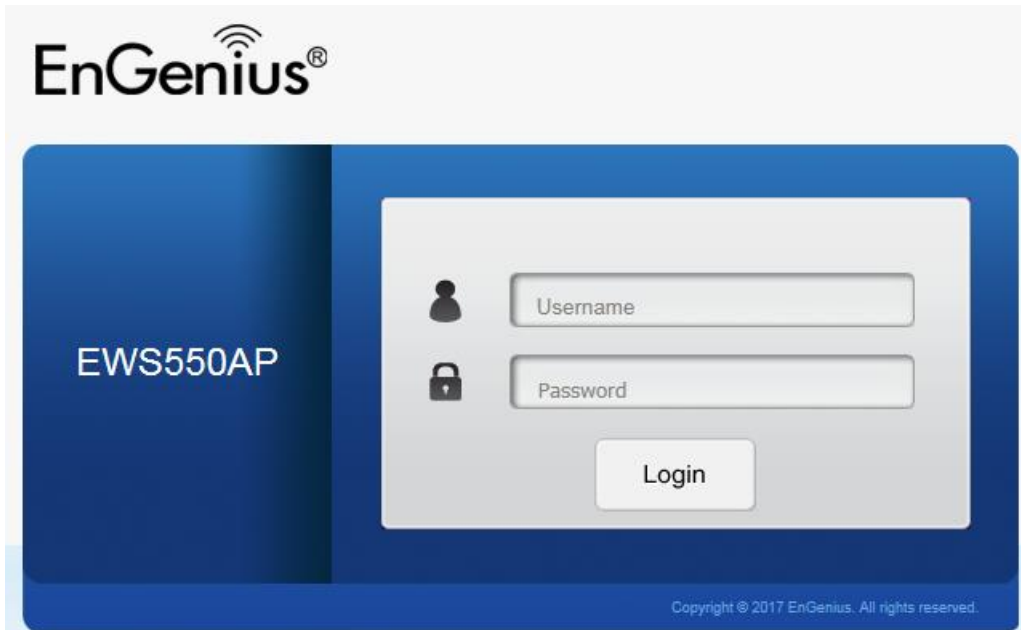 EnGenius®
EWS550AP
Username
Password
Login
Copyright © 2017 EnGenius. All rights reserved.